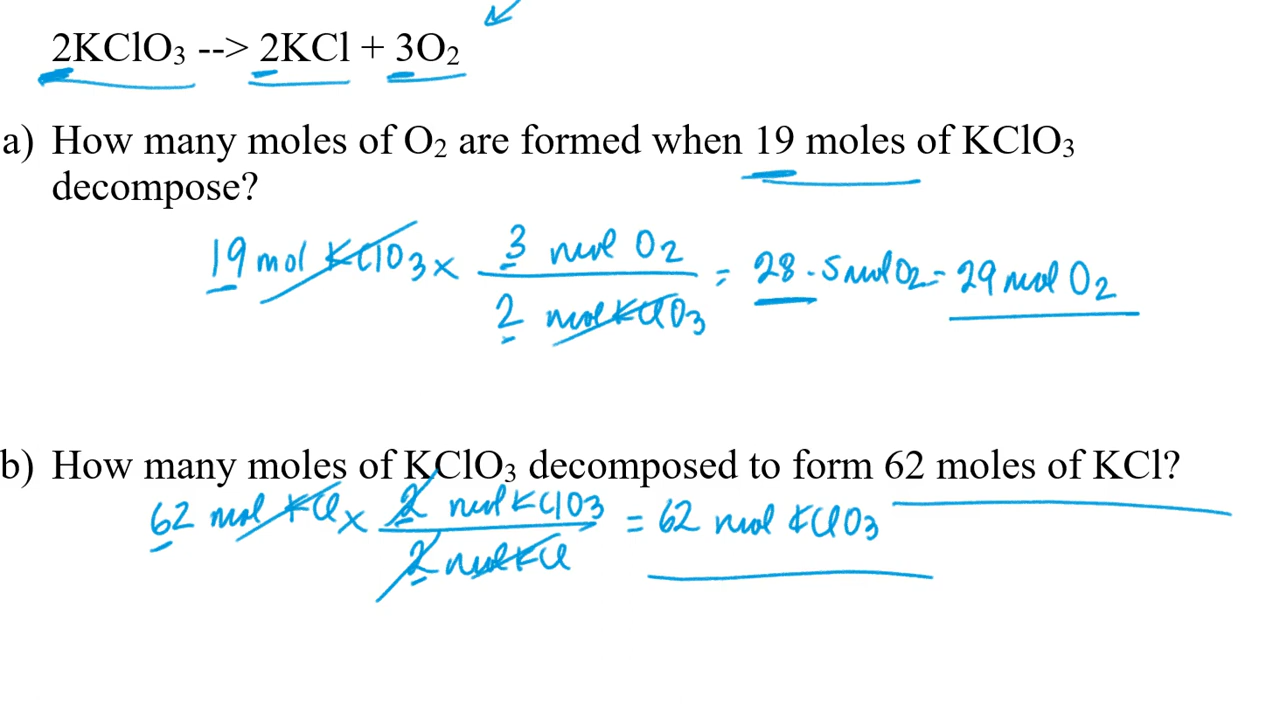 2KClO₃ --> 2KCl + 3O₂
a) How many moles of O₂ are formed when 19 moles of KClO₃
decompose?
19 mol KClO₃ x 3 mol O₂ / 2 mol KClO₃ = 28.5 mol O₂ = 29 mol O₂
b) How many moles of KClO₃ decomposed to form 62 moles of KCl?
62 mol KCl x 2 mol KClO₃ / 2 mol KCl = 62 mol KClO₃